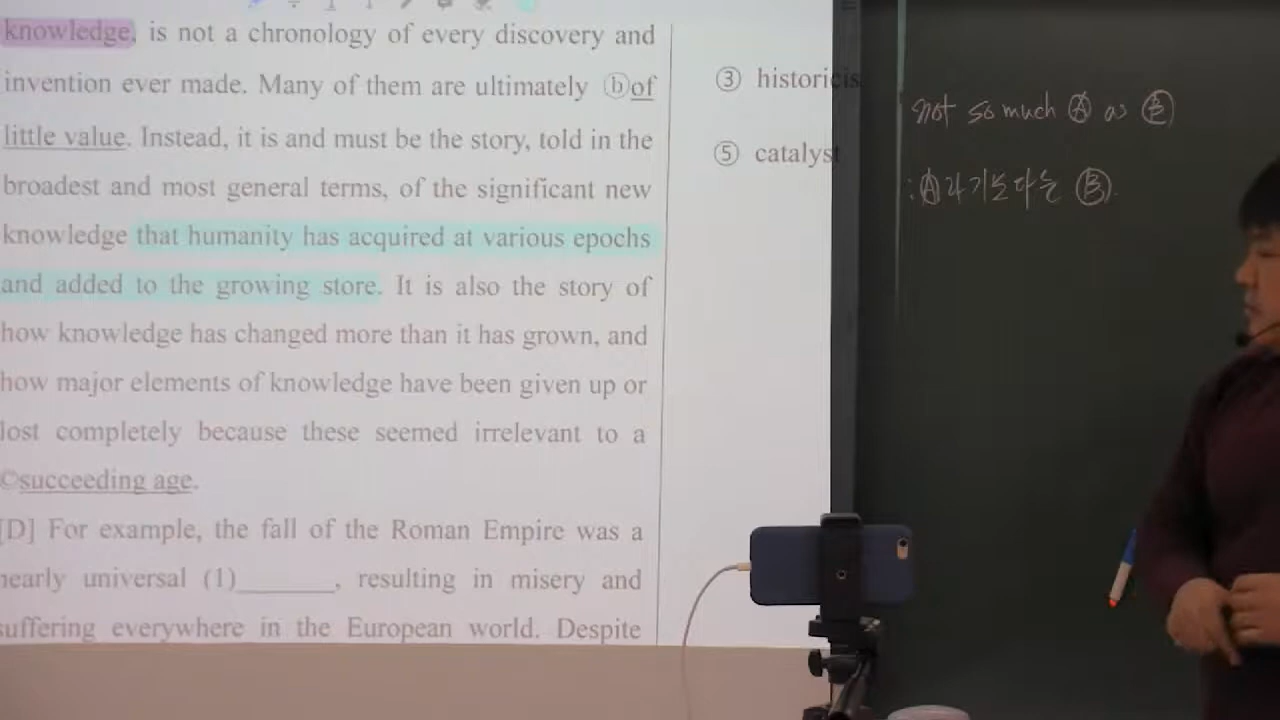 knowledge, is not a chronology of every discovery and
invention ever made. Many of them are ultimately ⓑof
little value. Instead, it is and must be the story, told in the
broadest and most general terms, of the significant new
knowledge that humanity has acquired at various epochs
and added to the growing store. It is also the story of
how knowledge has changed more than it has grown, and
how major elements of knowledge have been given up or
lost completely because these seemed irrelevant to a
©succeeding age.
[D] For example, the fall of the Roman Empire was a
nearly universal (1)_______, resulting in misery and
suffering everywhere in the European world. Despite
③ historicis
⑤ catalyst
not so much Ⓐ as Ⓑ
: Ⓐ라기보다는 Ⓑ.